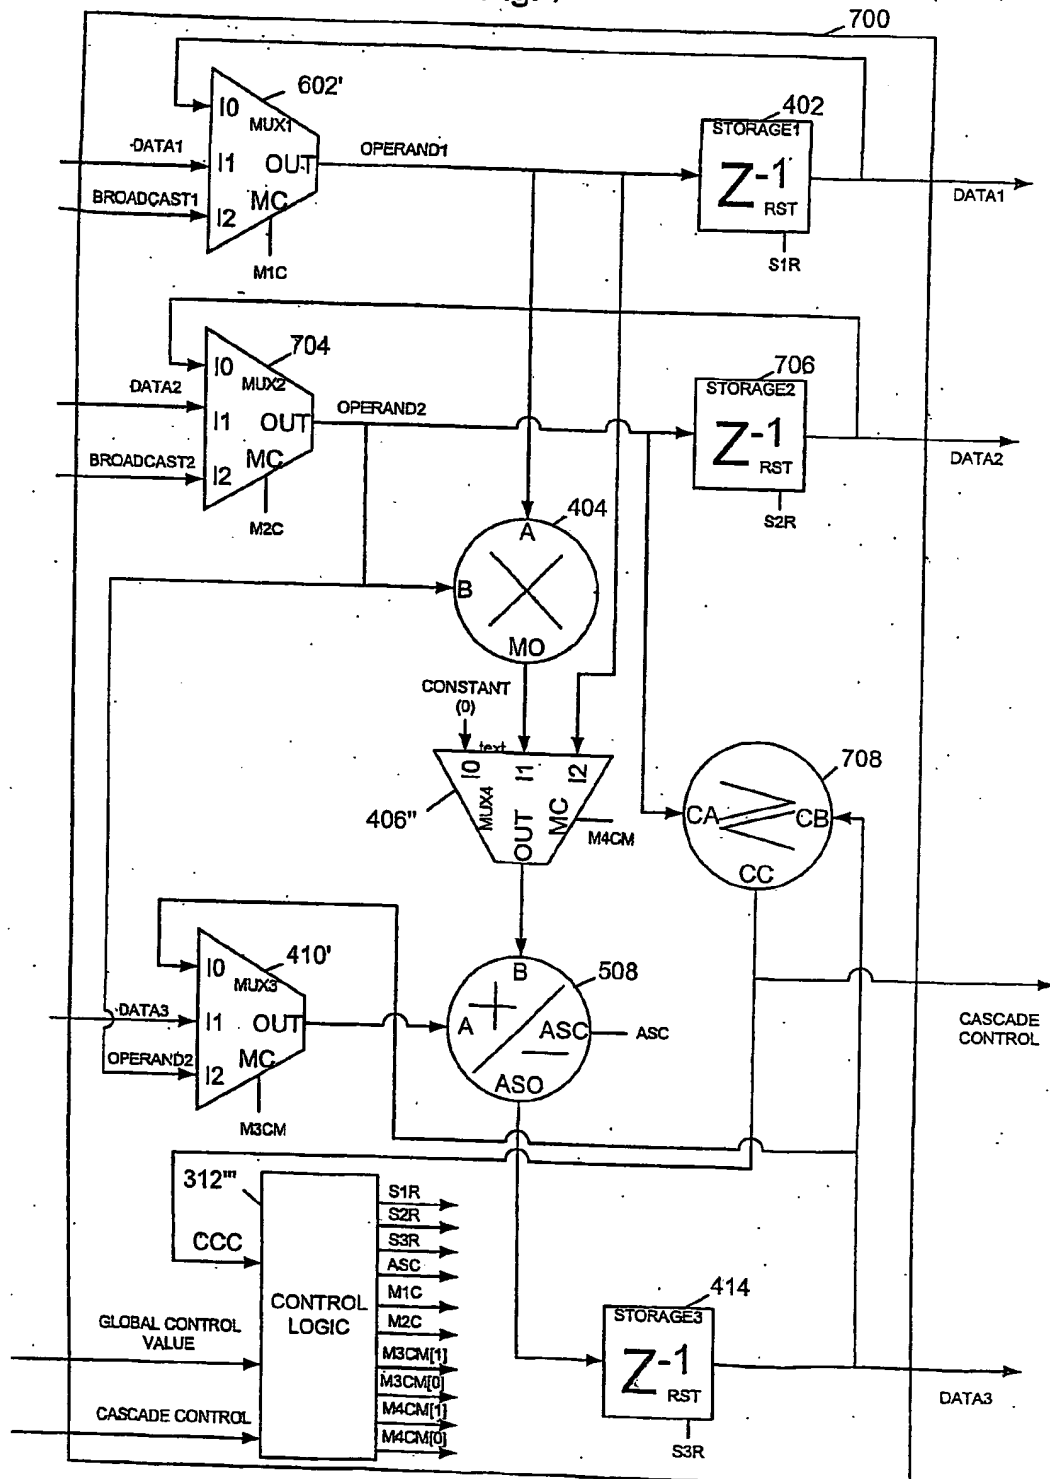 700
602'
I0
MUX1
DATA1
I1
OUT
OPERAND1
BROADCAST1
MC
I2
M1C
402
STORAGE1
Z-1
RST
S1R
DATA1
704
I0
MUX2
DATA2
I1
OUT
OPERAND2
BROADCAST2
MC
I2
M2C
706
STORAGE2
Z-1
RST
S2R
DATA2
404
A
B
MO
CONSTANT
(0)
text
I0
I1
I2
MUX4
OUT
MC
406"
M4CM
708
CA
CB
CC
410'
I0
MUX3
DATA3
I1
OUT
OPERAND2
MC
I2
M3CM
508
B
A
+
ASC
ASC
ASO
CASCADE
CONTROL
312'''
CCC
CONTROL
LOGIC
S1R
S2R
S3R
ASC
M1C
M2C
M3CM[1]
M3CM[0]
M4CM[1]
M4CM[0]
GLOBAL CONTROL
VALUE
CASCADE CONTROL
414
STORAGE3
Z-1
RST
S3R
DATA3